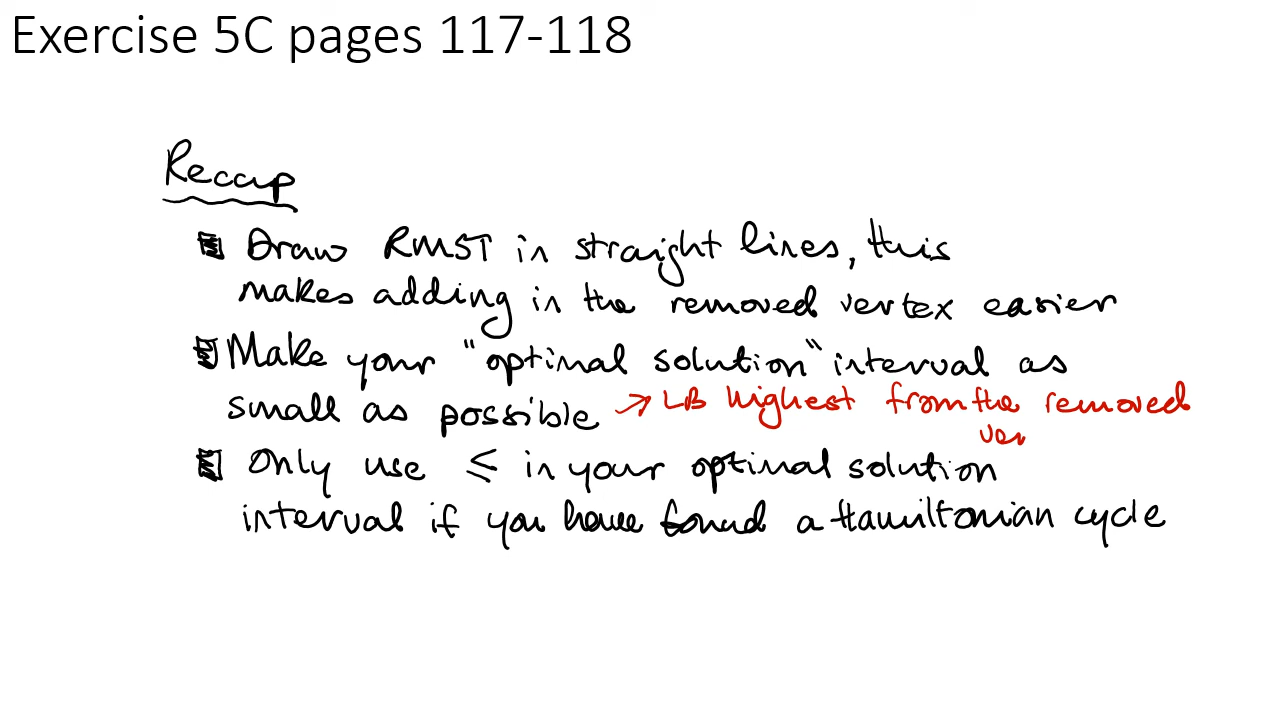 Exercise 5C pages 117-118
Recap
Draw RMST in straight lines, this
makes adding in the removed vertex easier
Make your "optimal solution" interval as
small as possible → LB highest from the removed
ver
Only use ≤ in your optimal solution
interval if you have found a Hamiltonian cycle